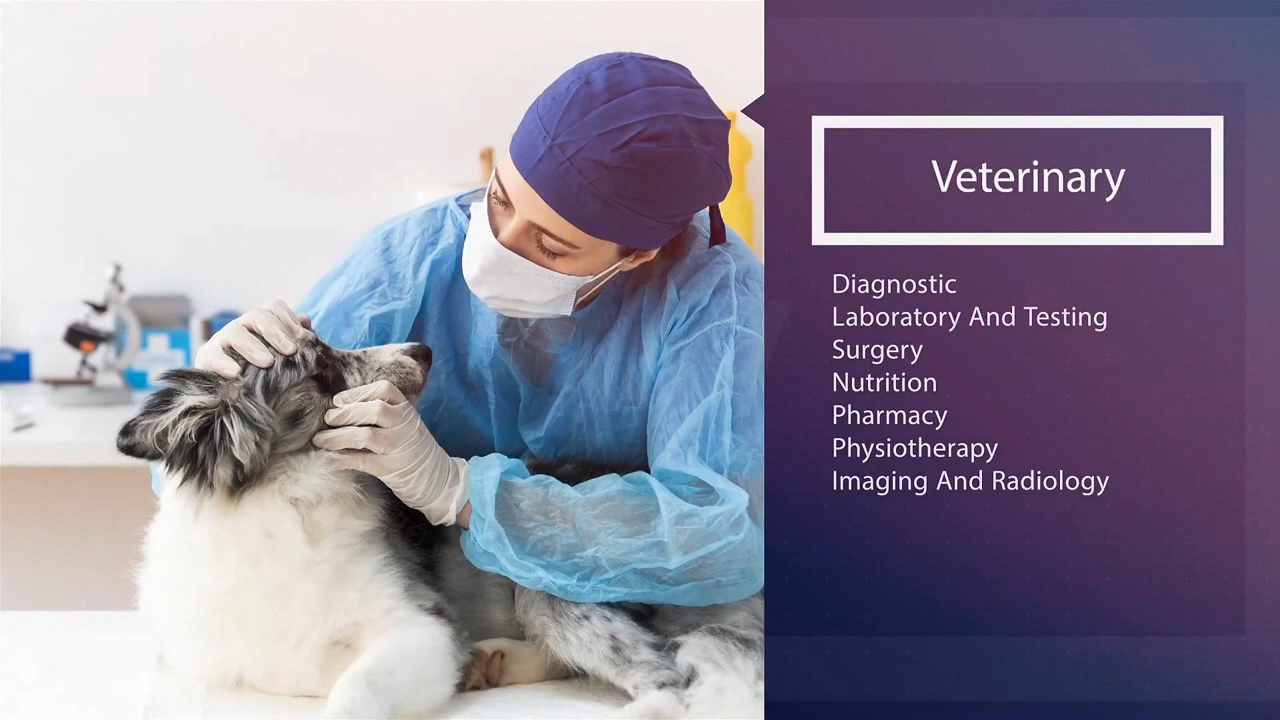 Veterinary
Diagnostic
Laboratory And Testing
Surgery
Nutrition
Pharmacy
Physiotherapy
Imaging And Radiology